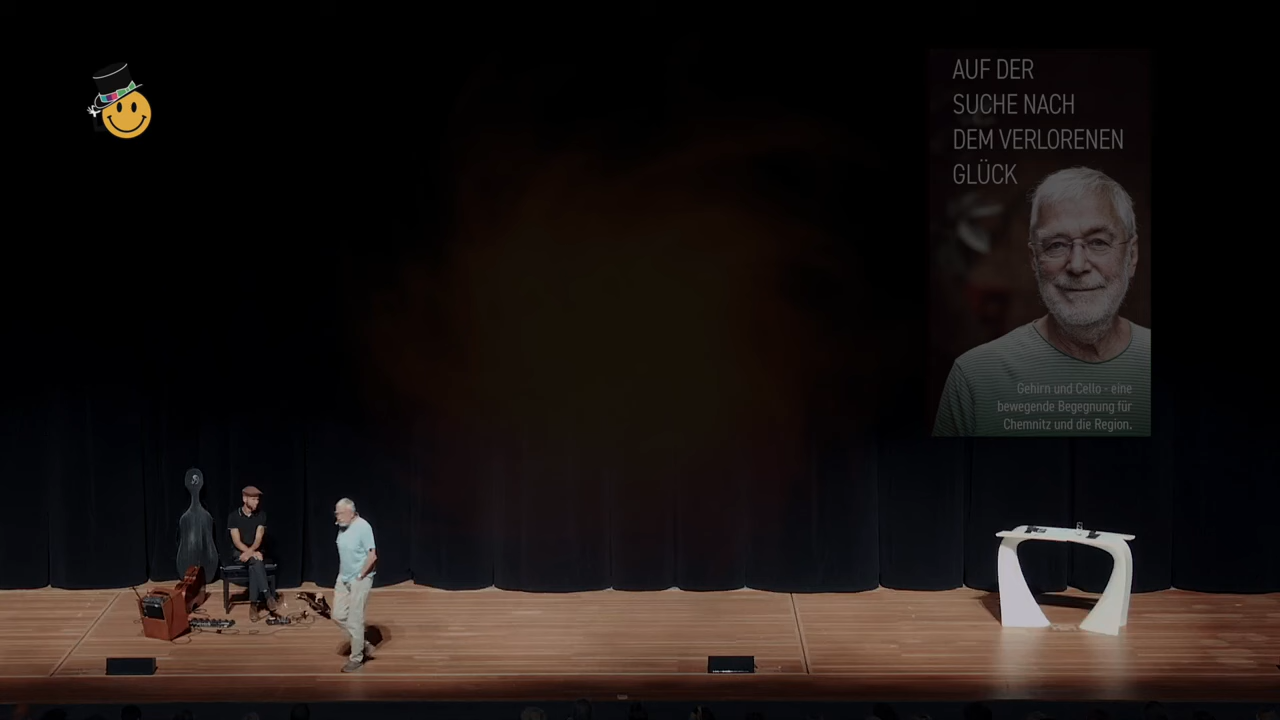 AUF DER
SUCHE NACH
DEM VERLORENEN
GLÜCK
Gehirn und Cello - eine
bewegende Begegnung für
Chemnitz und die Region.